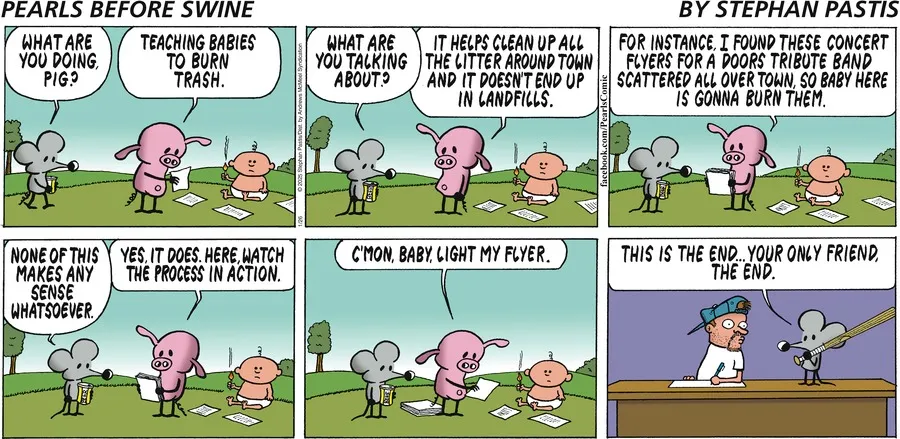 PEARLS BEFORE SWINE
BY STEPHAN PASTIS
WHAT ARE
YOU DOING,
PIG?
TEACHING BABIES
TO BURN
TRASH.
© 2025 Stephan Pastis/Dist. by Andrews McMeel Syndication
1/26
WHAT ARE
YOU TALKING
ABOUT?
IT HELPS CLEAN UP ALL
THE LITTER AROUND TOWN
AND IT DOESN'T END UP
IN LANDFILLS.
facebook.com/PearlsComic
FOR INSTANCE, I FOUND THESE CONCERT
FLYERS FOR A DOORS TRIBUTE BAND
SCATTERED ALL OVER TOWN, SO BABY HERE
IS GONNA BURN THEM.
NONE OF THIS
MAKES ANY
SENSE
WHATSOEVER.
YES, IT DOES. HERE, WATCH
THE PROCESS IN ACTION.
C'MON, BABY, LIGHT MY FLYER.
THIS IS THE END...YOUR ONLY FRIEND,
THE END.